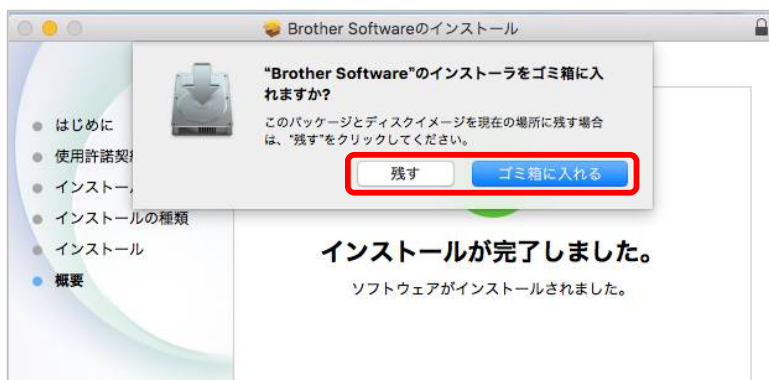 Brother Softwareのインストール
“Brother Software”のインストーラをゴミ箱に入
れますか?
このパッケージとディスクイメージを現在の場所に残す場合
は、“残す”をクリックしてください。
残す
ゴミ箱に入れる
はじめに
使用許諾契
インストー
インストールの種類
インストール
概要
インストールが完了しました。
ソフトウェアがインストールされました。